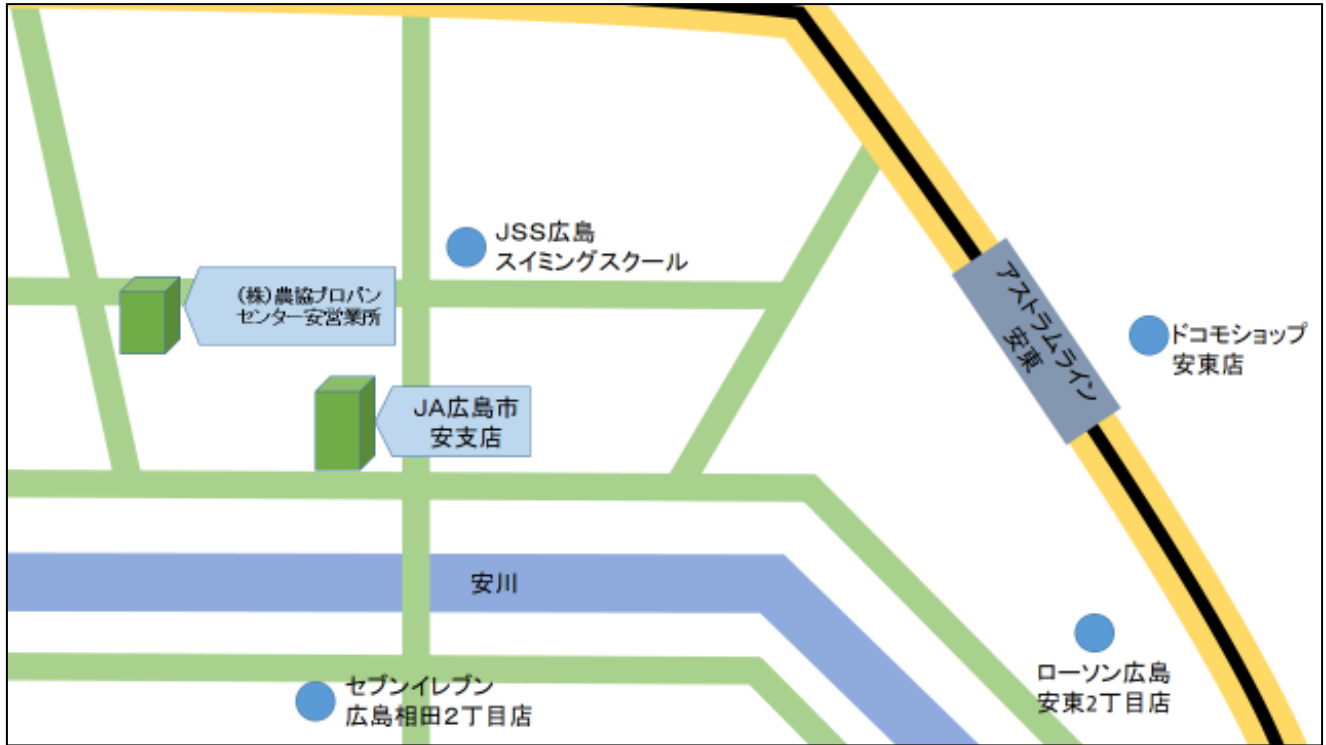 JSS広島
スイミングスクール
(株)農協プロパン
センター安営業所
アストラムライン
安東
ドコモショップ
安東店
JA広島市
安支店
安川
ローソン広島
安東2丁目店
セブンイレブン
広島相田2丁目店